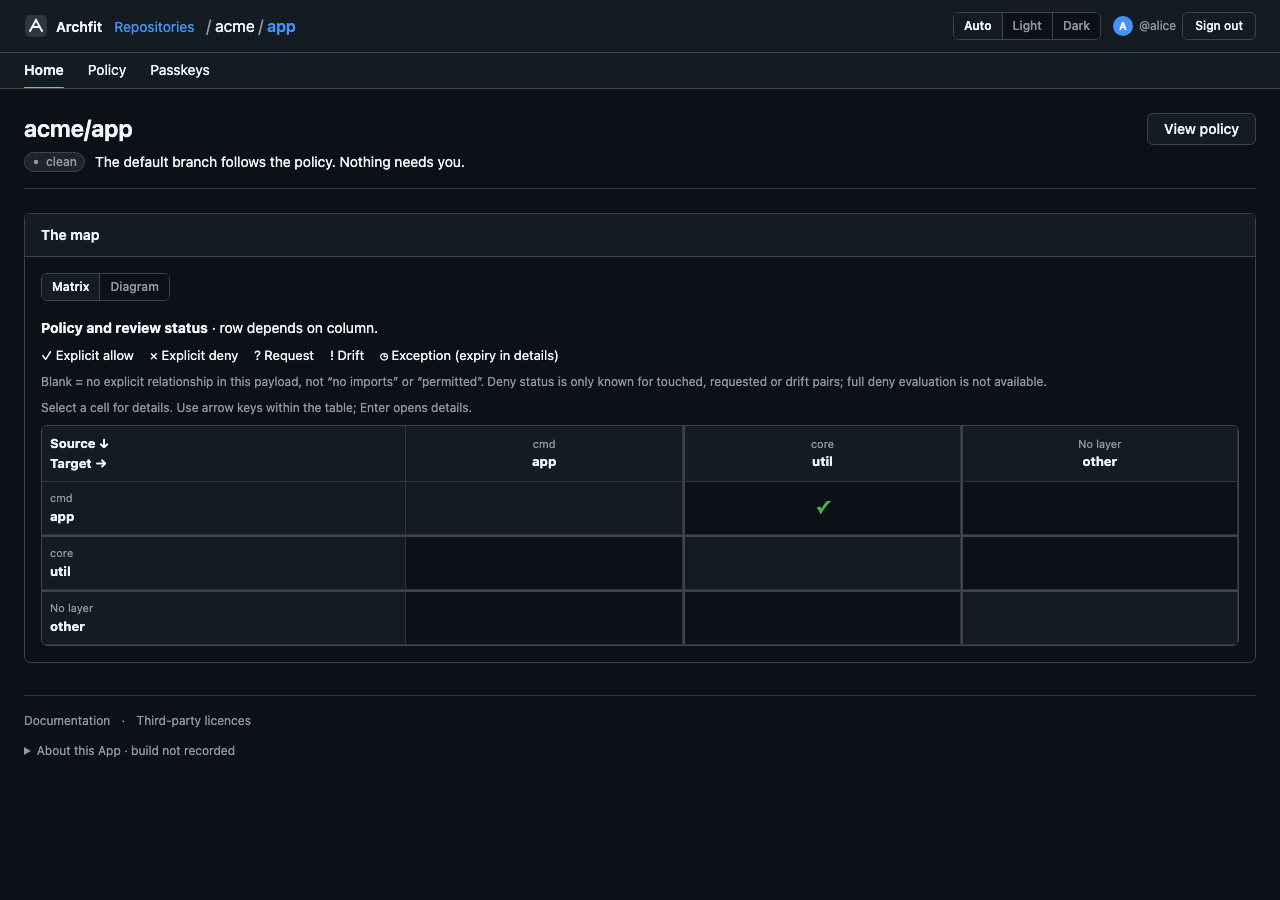 Archfit Repositories / acme / app
Auto Light Dark A @alice Sign out
Home Policy Passkeys
acme/app
View policy
clean The default branch follows the policy. Nothing needs you.
The map
Matrix Diagram
Policy and review status · row depends on column.
✓ Explicit allow × Explicit deny ? Request ! Drift ◷ Exception (expiry in details)
Blank = no explicit relationship in this payload, not “no imports” or “permitted”. Deny status is only known for touched, requested or drift pairs; full deny evaluation is not available.
Select a cell for details. Use arrow keys within the table; Enter opens details.
Source ↓
Target →
cmd
app
core
util
No layer
other
cmd
app
✓
core
util
No layer
other
Documentation · Third-party licences
▶ About this App · build not recorded